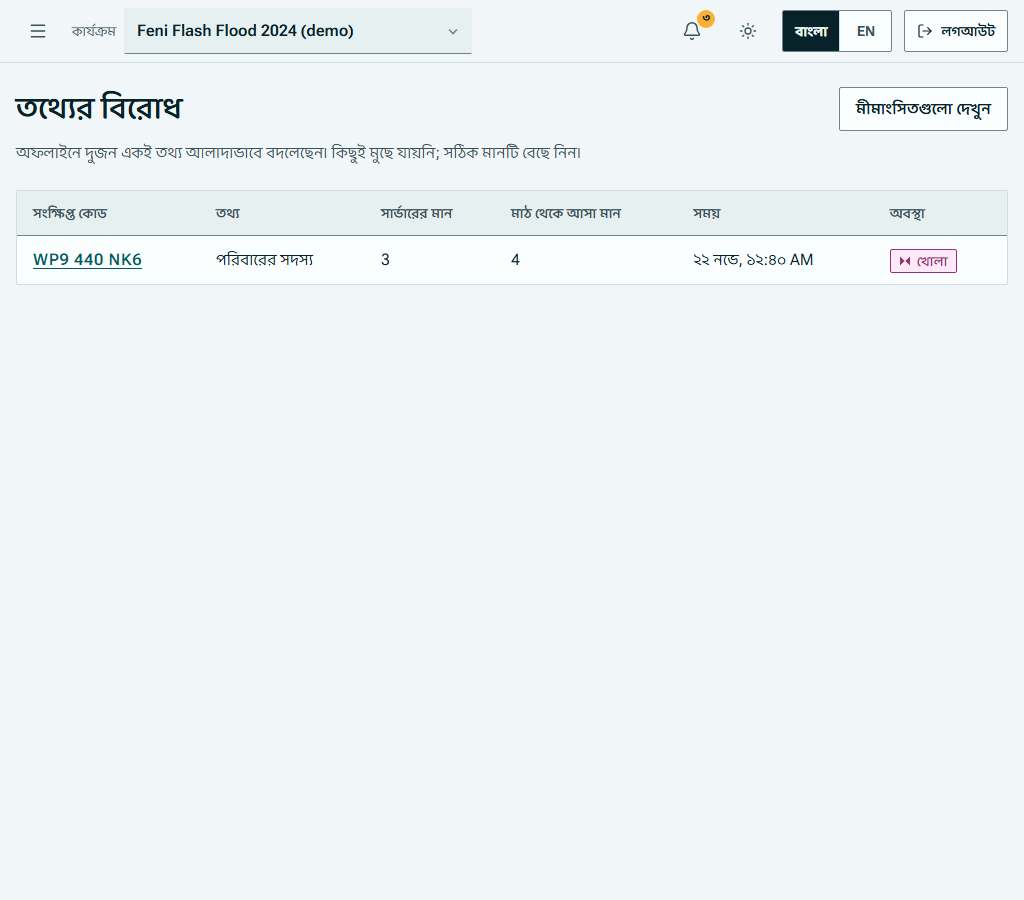 কার্যক্রম Feni Flash Flood 2024 (demo) ৩ বাংলা EN লগআউট
তথ্যের বিরোধ
মীমাংসিতগুলো দেখুন
অফলাইনে দুজন একই তথ্য আলাদাভাবে বদলেছেন। কিছুই মুছে যায়নি; সঠিক মানটি বেছে নিন।
সংক্ষিপ্ত কোড তথ্য সার্ভারের মান মাঠ থেকে আসা মান সময় অবস্থা
WP9 440 NK6 পরিবারের সদস্য 3 4 ২২ নভে, ১২:৪০ AM খোলা